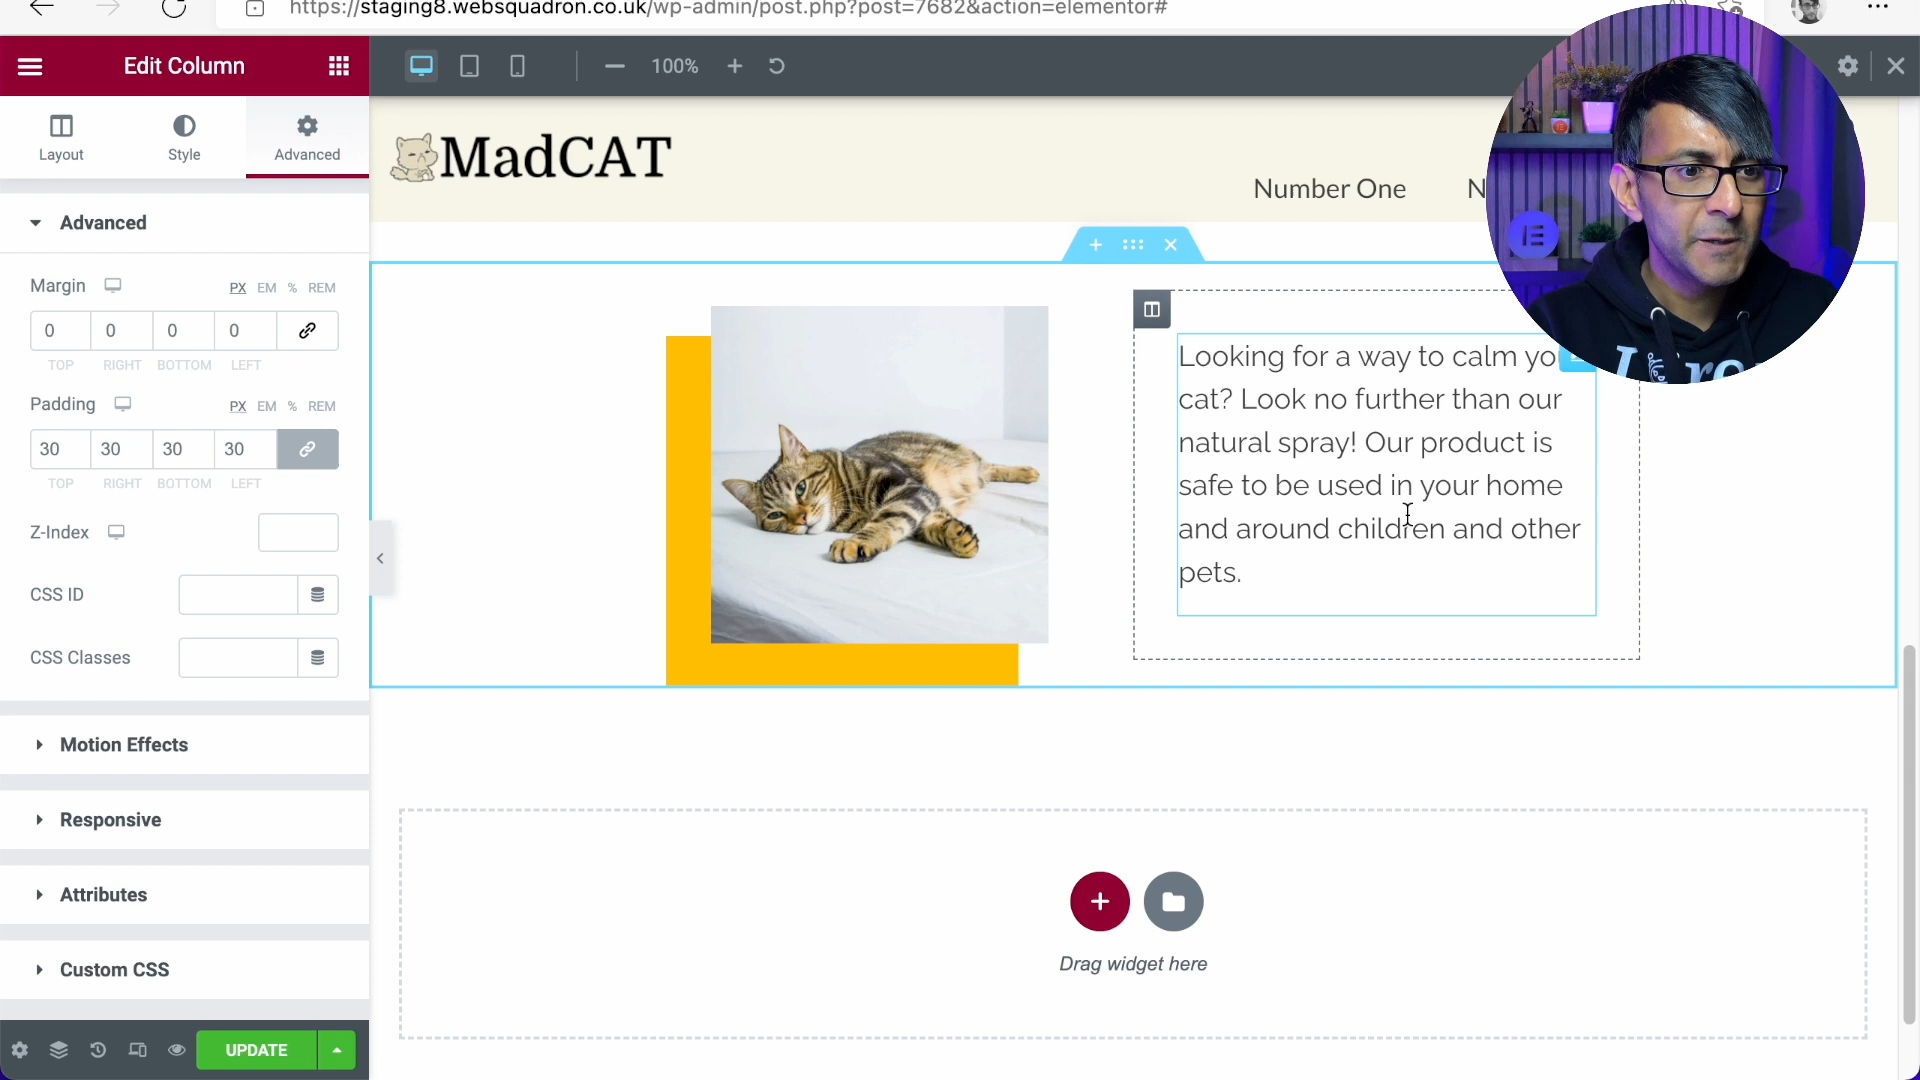 https://staging8.websquadron.co.uk/wp-admin/post.php?post=7682&action=elementor#
Edit Column
100%
Layout
Style
Advanced
MadCAT
Number One
N
Advanced
Margin
PX EM % REM
0 0 0 0
TOP RIGHT BOTTOM LEFT
Padding
PX EM % REM
30 30 30 30
TOP RIGHT BOTTOM LEFT
Z-Index
CSS ID
CSS Classes
Motion Effects
Responsive
Attributes
Custom CSS
UPDATE
Looking for a way to calm yo
cat? Look no further than our
natural spray! Our product is
safe to be used in your home
and around children and other
pets.
Drag widget here